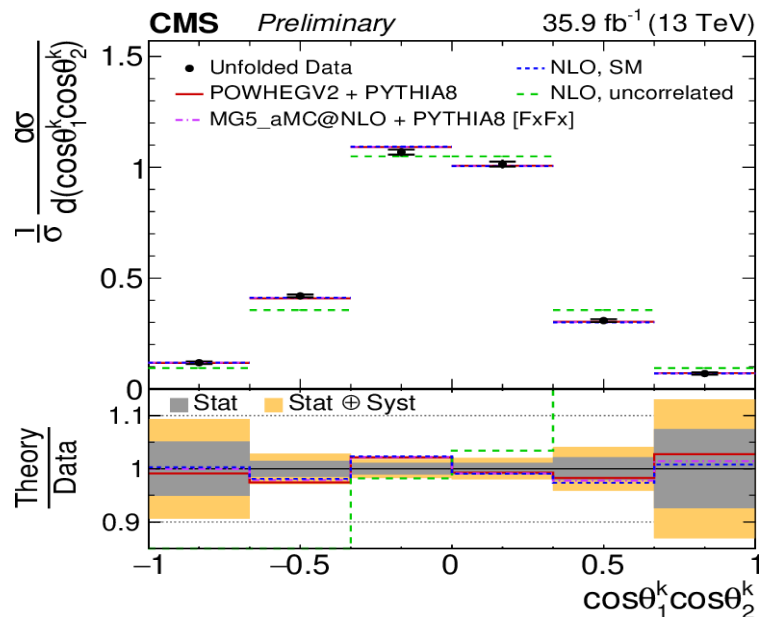 CMS Preliminary 35.9 fb⁻¹ (13 TeV)
1.5
Unfolded Data NLO, SM
POWHEGV2 + PYTHIA8 NLO, uncorrelated
MG5_aMC@NLO + PYTHIA8 [FxFx]
1/σ dσ/d(cosθ₁ᵏcosθ₂ᵏ)
1
0.5
0
Stat Stat ⊕ Syst
1.1
Theory/Data
1
0.9
−1 −0.5 0 0.5 1
cosθ₁ᵏcosθ₂ᵏ